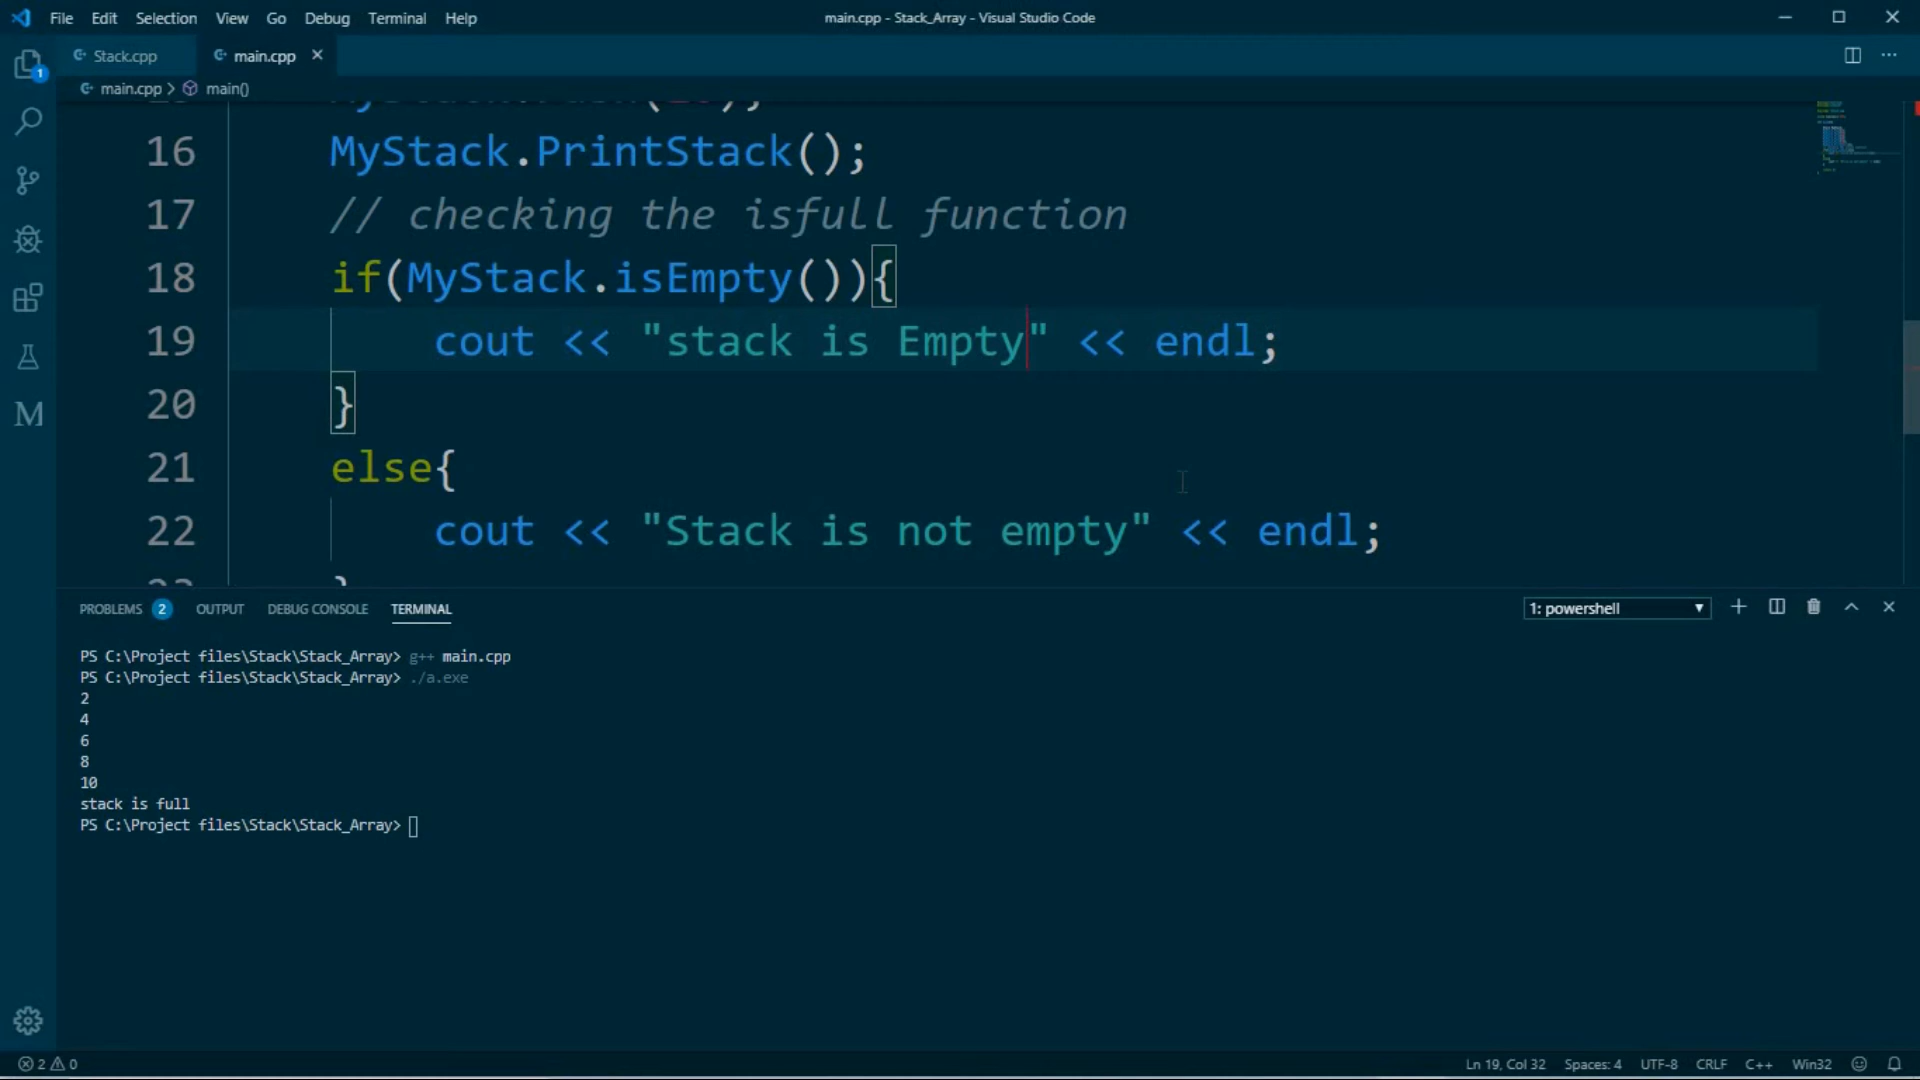 File Edit Selection View Go Debug Terminal Help
main.cpp - Stack_Array - Visual Studio Code
Stack.cpp
main.cpp
main.cpp > main()
1
16 MyStack.PrintStack();
17 // checking the isfull function
18 if(MyStack.isEmpty()){
19 cout << "stack is Empty" << endl;
20 }
21 else{
22 cout << "Stack is not empty" << endl;
PROBLEMS 2 OUTPUT DEBUG CONSOLE TERMINAL
1: powershell
PS C:\Project files\Stack\Stack_Array> g++ main.cpp
PS C:\Project files\Stack\Stack_Array> ./a.exe
2
4
6
8
10
stack is full
PS C:\Project files\Stack\Stack_Array>
2 0
Ln 19, Col 32 Spaces: 4 UTF-8 CRLF C++ Win32